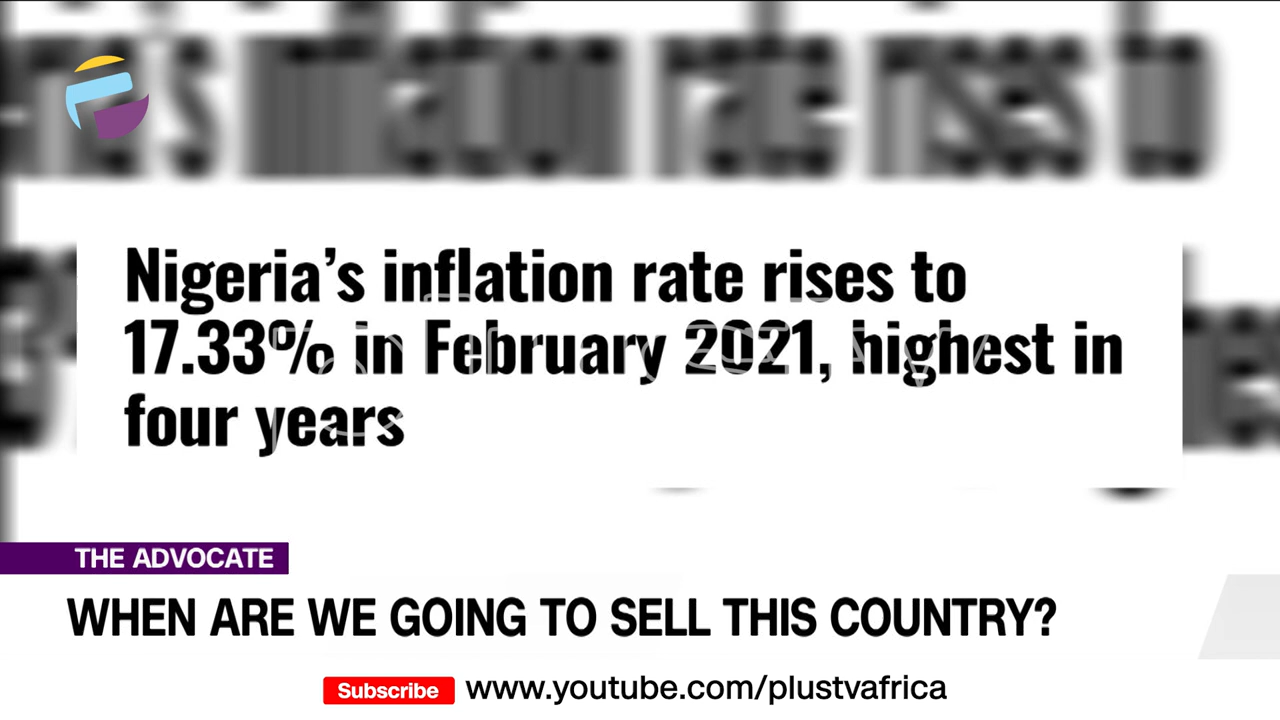 Nigeria’s inflation rate rises to
17.33% in February 2021, highest in
four years
THE ADVOCATE
WHEN ARE WE GOING TO SELL THIS COUNTRY?
Subscribe www.youtube.com/plustvafrica